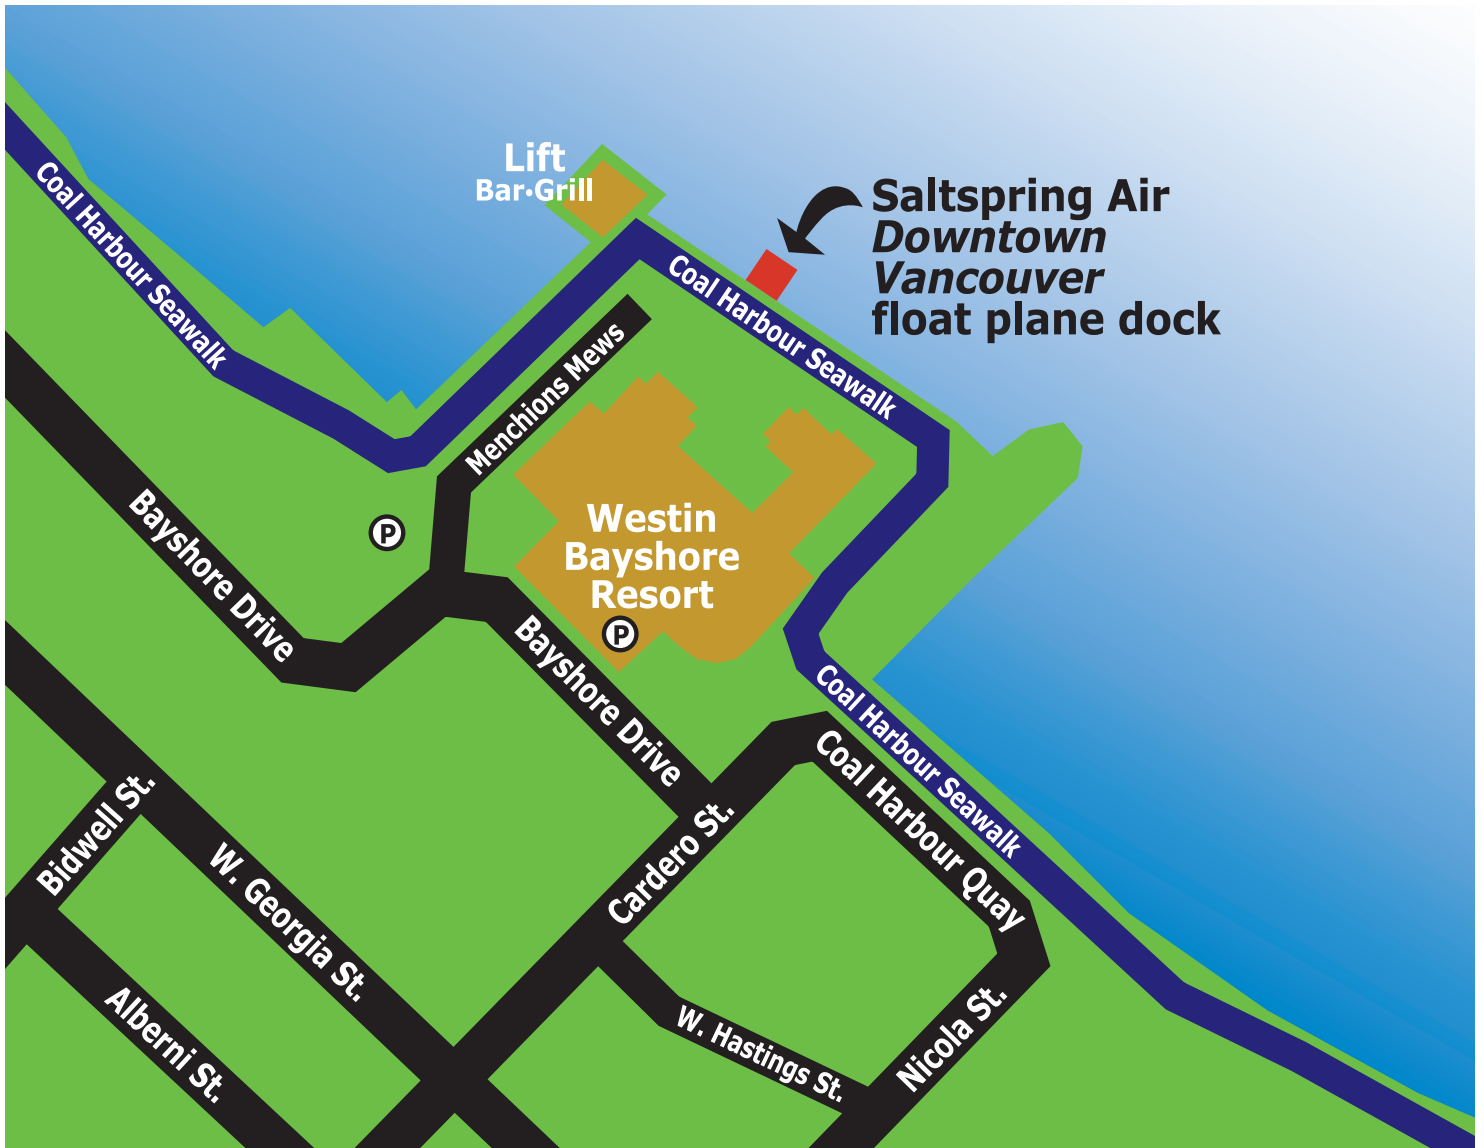 Lift
Bar•Grill
Saltspring Air
Downtown
Vancouver
float plane dock
Coal Harbour Seawalk
Coal Harbour Seawalk
Menchions Mews
Westin
Bayshore
Resort
P
P
Bayshore Drive
Bayshore Drive
Coal Harbour Seawalk
Coal Harbour Quay
Cardero St.
Bidwell St.
W. Georgia St.
Alberni St.
W. Hastings St.
Nicola St.